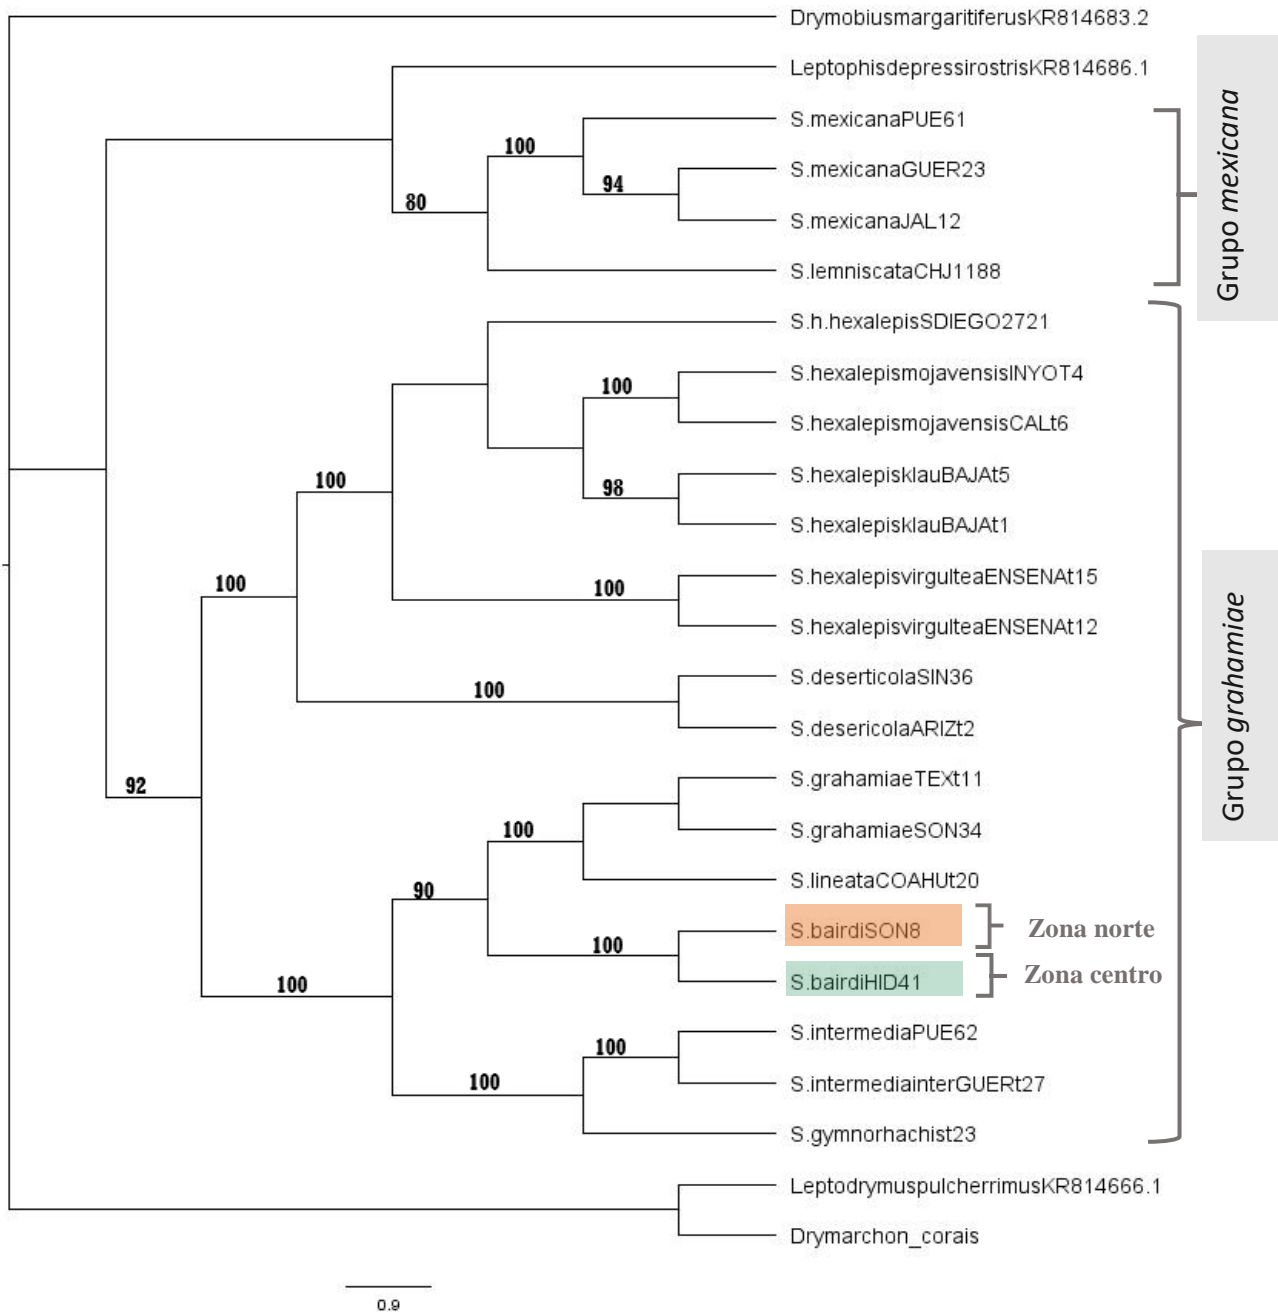 DrymobiusmargaritiferusKR814683.2
LeptophisdepressirostrisKR814686.1
S.mexicanaPUE61
100
S.mexicanaGUER23
94
80
S.mexicanaJAL12
S.lemniscataCHJ1188
Grupo mexicana
S.h.hexalepisSDIEGO2721
S.hexalepismojavensisINYOT4
100
S.hexalepismojavensisCALt6
S.hexalepisklauBAJAt5
100
98
S.hexalepisklauBAJAt1
S.hexalepisvirgulteaENSENAt15
100
100
S.hexalepisvirgulteaENSENAt12
S.deserticolaSIN36
100
S.desericolaARIZt2
Grupo grahamiae
92
S.grahamiaeTEXt11
100
S.grahamiaeSON34
S.lineataCOAHUt20
90
S.bairdiSON8 Zona norte
100
S.bairdiHID41 Zona centro
100
S.intermediaPUE62
100
S.intermediainterGUERt27
100
S.gymnorhachist23
LeptodrymuspulcherrimusKR814666.1
Drymarchon_corais
0.9